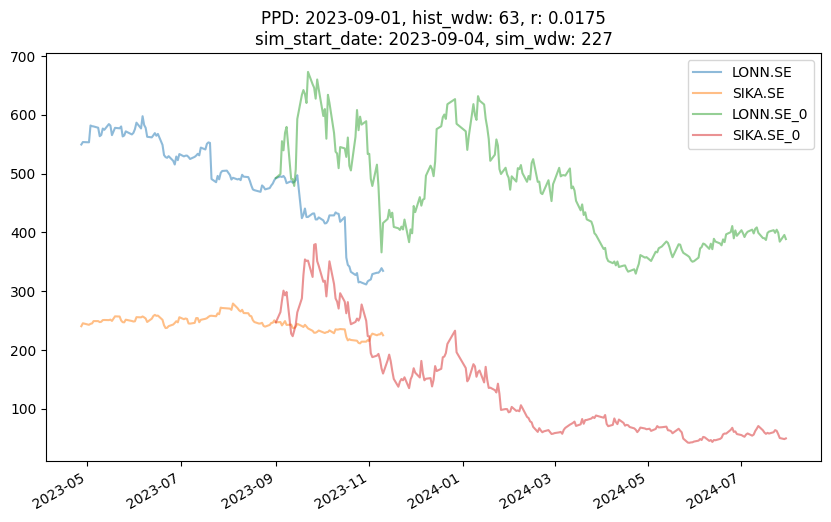 PPD: 2023-09-01, hist_wdw: 63, r: 0.0175
sim_start_date: 2023-09-04, sim_wdw: 227
LONN.SE
SIKA.SE
LONN.SE_0
SIKA.SE_0
700
600
500
400
300
200
100
2023-05
2023-07
2023-09
2023-11
2024-01
2024-03
2024-05
2024-07